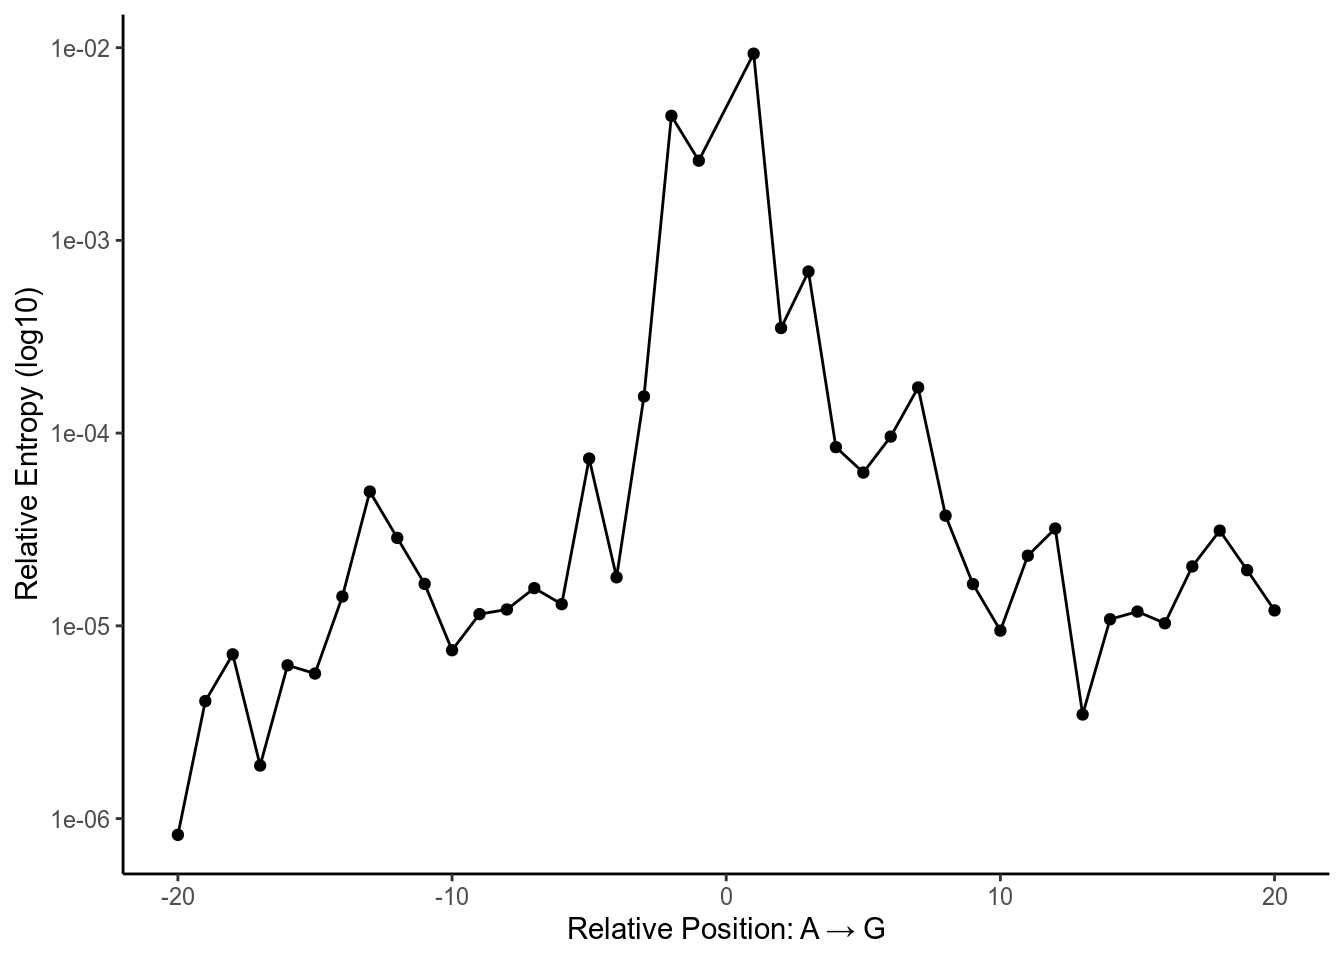 Relative Entropy (log10)
1e-02
1e-03
1e-04
1e-05
1e-06
-20 -10 0 10 20
Relative Position: A → G